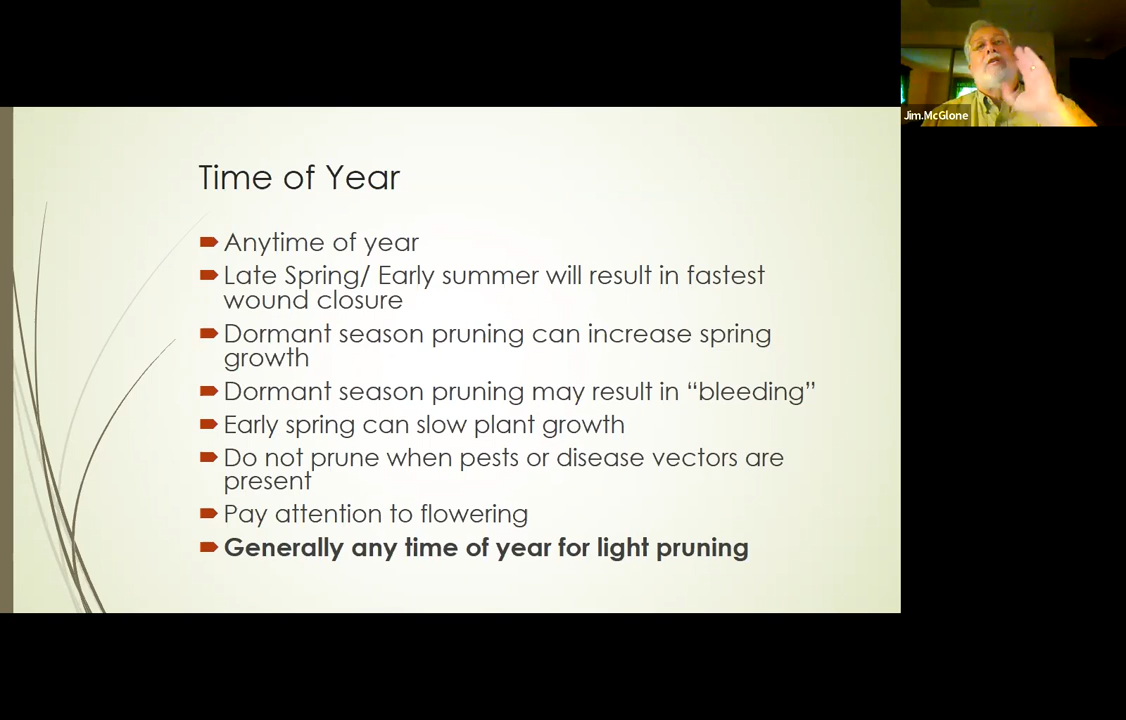 Jim.McGlone
Time of Year
Anytime of year
Late Spring/ Early summer will result in fastest
wound closure
Dormant season pruning can increase spring
growth
Dormant season pruning may result in “bleeding”
Early spring can slow plant growth
Do not prune when pests or disease vectors are
present
Pay attention to flowering
Generally any time of year for light pruning